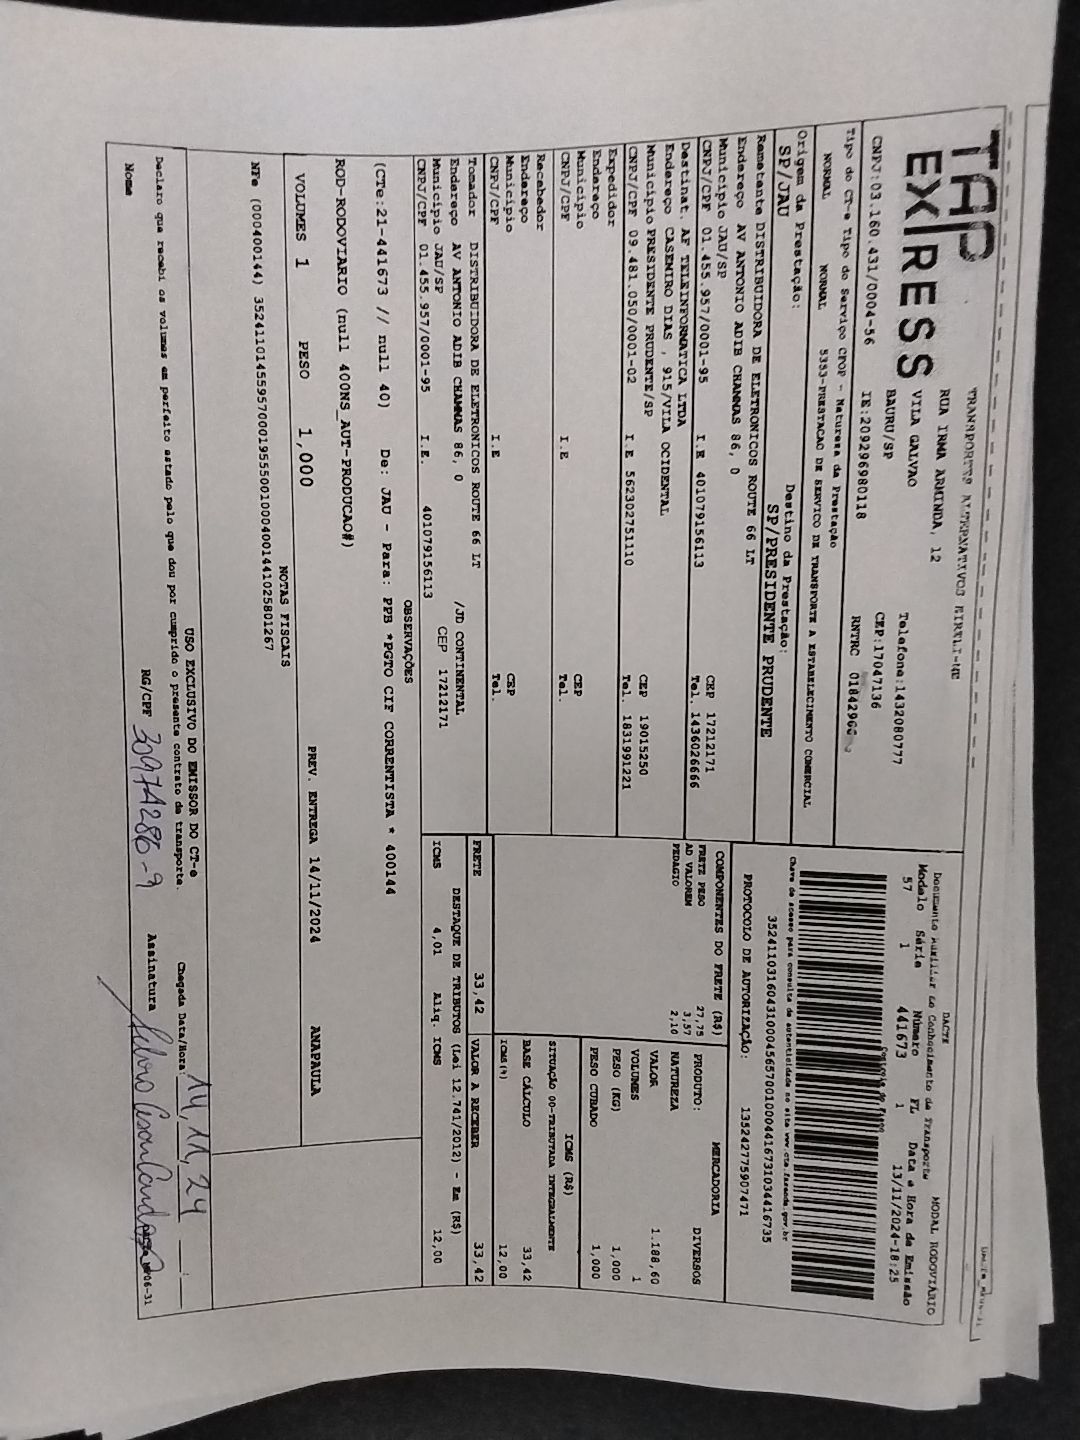 TAP
EXPRESS
RUA IRMA ARMINDA, 12
VILA GALVAO
BAURU/SP
Telefone:1432080777
CEP:17047136
CNPJ:03.160.431/0004-56
IE:209296980118
RNTRC
Tipo do CT-e Tipo do Serviço CFOP - Natureza da Prestação
NORMAL NORMAL 5353-PRESTACAO DE SERVICO DE TRANSPORTE A ESTABELECIMENTO COMERCIAL
Origem da Prestação: Destino da Prestação:
SP/JAU SP/PRESIDENTE PRUDENTE
Remetente DISTRIBUIDORA DE ELETRONICOS ROUTE 66 LT
Endereço AV ANTONIO ADIB CHAMMAS 86, 0
Município JAU/SP CEP 17212171
CNPJ/CPF 01.455.957/0001-95 I.E 401079156113 Tel. 1436026666
Destinat. AF TELEINFORMATICA LTDA
Endereço CASEMIRO DIAS , 915/VILA OCIDENTAL
Município PRESIDENTE PRUDENTE/SP CEP 19015250
CNPJ/CPF 09.481.050/0001-02 I.E 562302751110 Tel. 1831991221
Expedidor
Endereço
Município CEP
CNPJ/CPF I.E Tel.
Recebedor
Endereço
Município CEP
CNPJ/CPF I.E Tel.
Tomador DISTRIBUIDORA DE ELETRONICOS ROUTE 66 LT
Endereço AV ANTONIO ADIB CHAMMAS 86, 0 /JD CONTINENTAL
Município JAU/SP CEP 17212171
CNPJ/CPF 01.455.957/0001-95 I.E. 401079156113
DACTE
Documento Auxiliar do Conhecimento de Transporte MODAL RODOVIÁRIO
Modelo Série Número FL Data e Hora de Emissão
57 1 441673 1 13/11/2024-18:25
Controle do Fisco
Chave de acesso para consulta de autenticidade no site www.cte.fazenda.gov.br
35241103160431000456570010004416731034416735
PROTOCOLO DE AUTORIZAÇÃO: 135242775907471
COMPONENTES DO FRETE (R$)
FRETE PESO 27,75
AD VALOREM 3,57
PEDAGIO 2,10
MERCADORIA
PRODUTO: DIVERSOS
NATUREZA
VALOR 1.188,60
VOLUMES 1
PESO (KG) 1,000
PESO CUBADO 1,000
ICMS (R$)
SITUAÇÃO 00-TRIBUTADA INTEGRALMENTE
BASE CÁLCULO 33,42
ICMS(%) 12,00
FRETE 33,42 VALOR A RECEBER 33,42
DESTAQUE DE TRIBUTOS (Lei 12.741/2012) - Em (R$)
ICMS 4,01 Aliq. ICMS 12,00
OBSERVAÇÕES
(CTe:21-441673 // null 40) De: JAU - Para: PPB *PGTO CIF CORRENTISTA * 400144
ROD-RODOVIARIO (null 400NS_AUT-PRODUCAO#)
VOLUMES 1 PESO 1,000 PREV. ENTREGA 14/11/2024 ANAPAULA
NOTAS FISCAIS
NFe (000400144) 35241101455957000195550010004001441025801267
USO EXCLUSIVO DO EMISSOR DO CT-e
Declaro que recebi os volumes em perfeito estado pelo que dou por cumprido o presente contrato de transporte. Chegada Data/Hora: 14/11/24
Nome RG/CPF 30974286-9 Assinatura